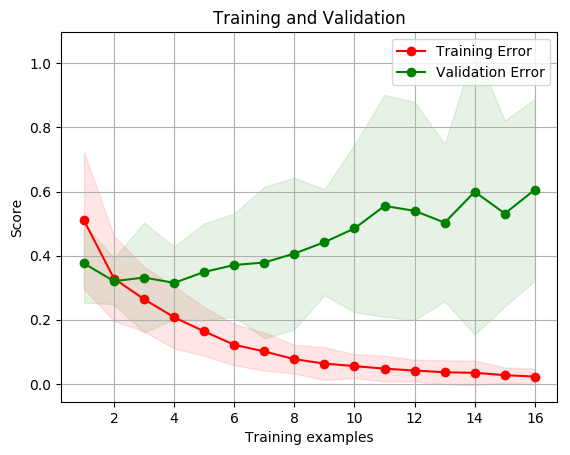 Training and Validation
Training Error
Validation Error
Score
1.0
0.8
0.6
0.4
0.2
0.0
2 4 6 8 10 12 14 16
Training examples